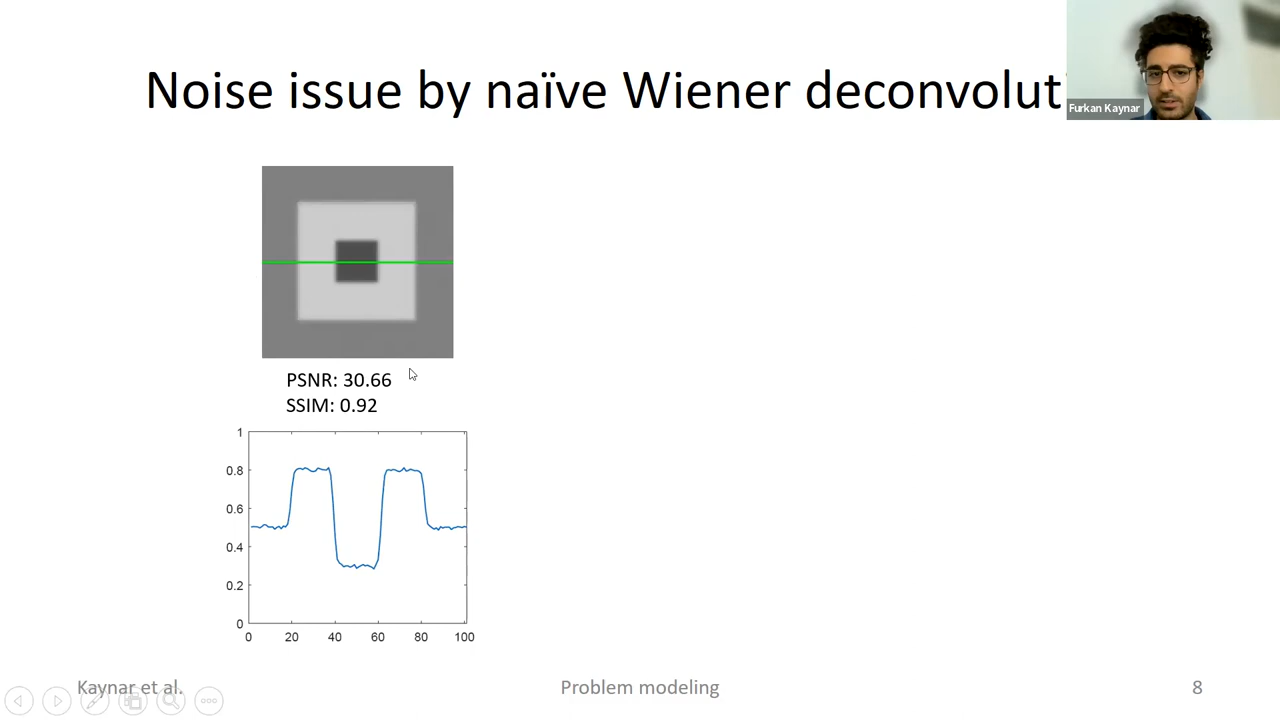 Noise issue by naïve Wiener deconvoluti
Furkan Kaynar
PSNR: 30.66
SSIM: 0.92
1
0.8
0.6
0.4
0.2
0
0 20 40 60 80 100
Kaynar et al.
Problem modeling
8